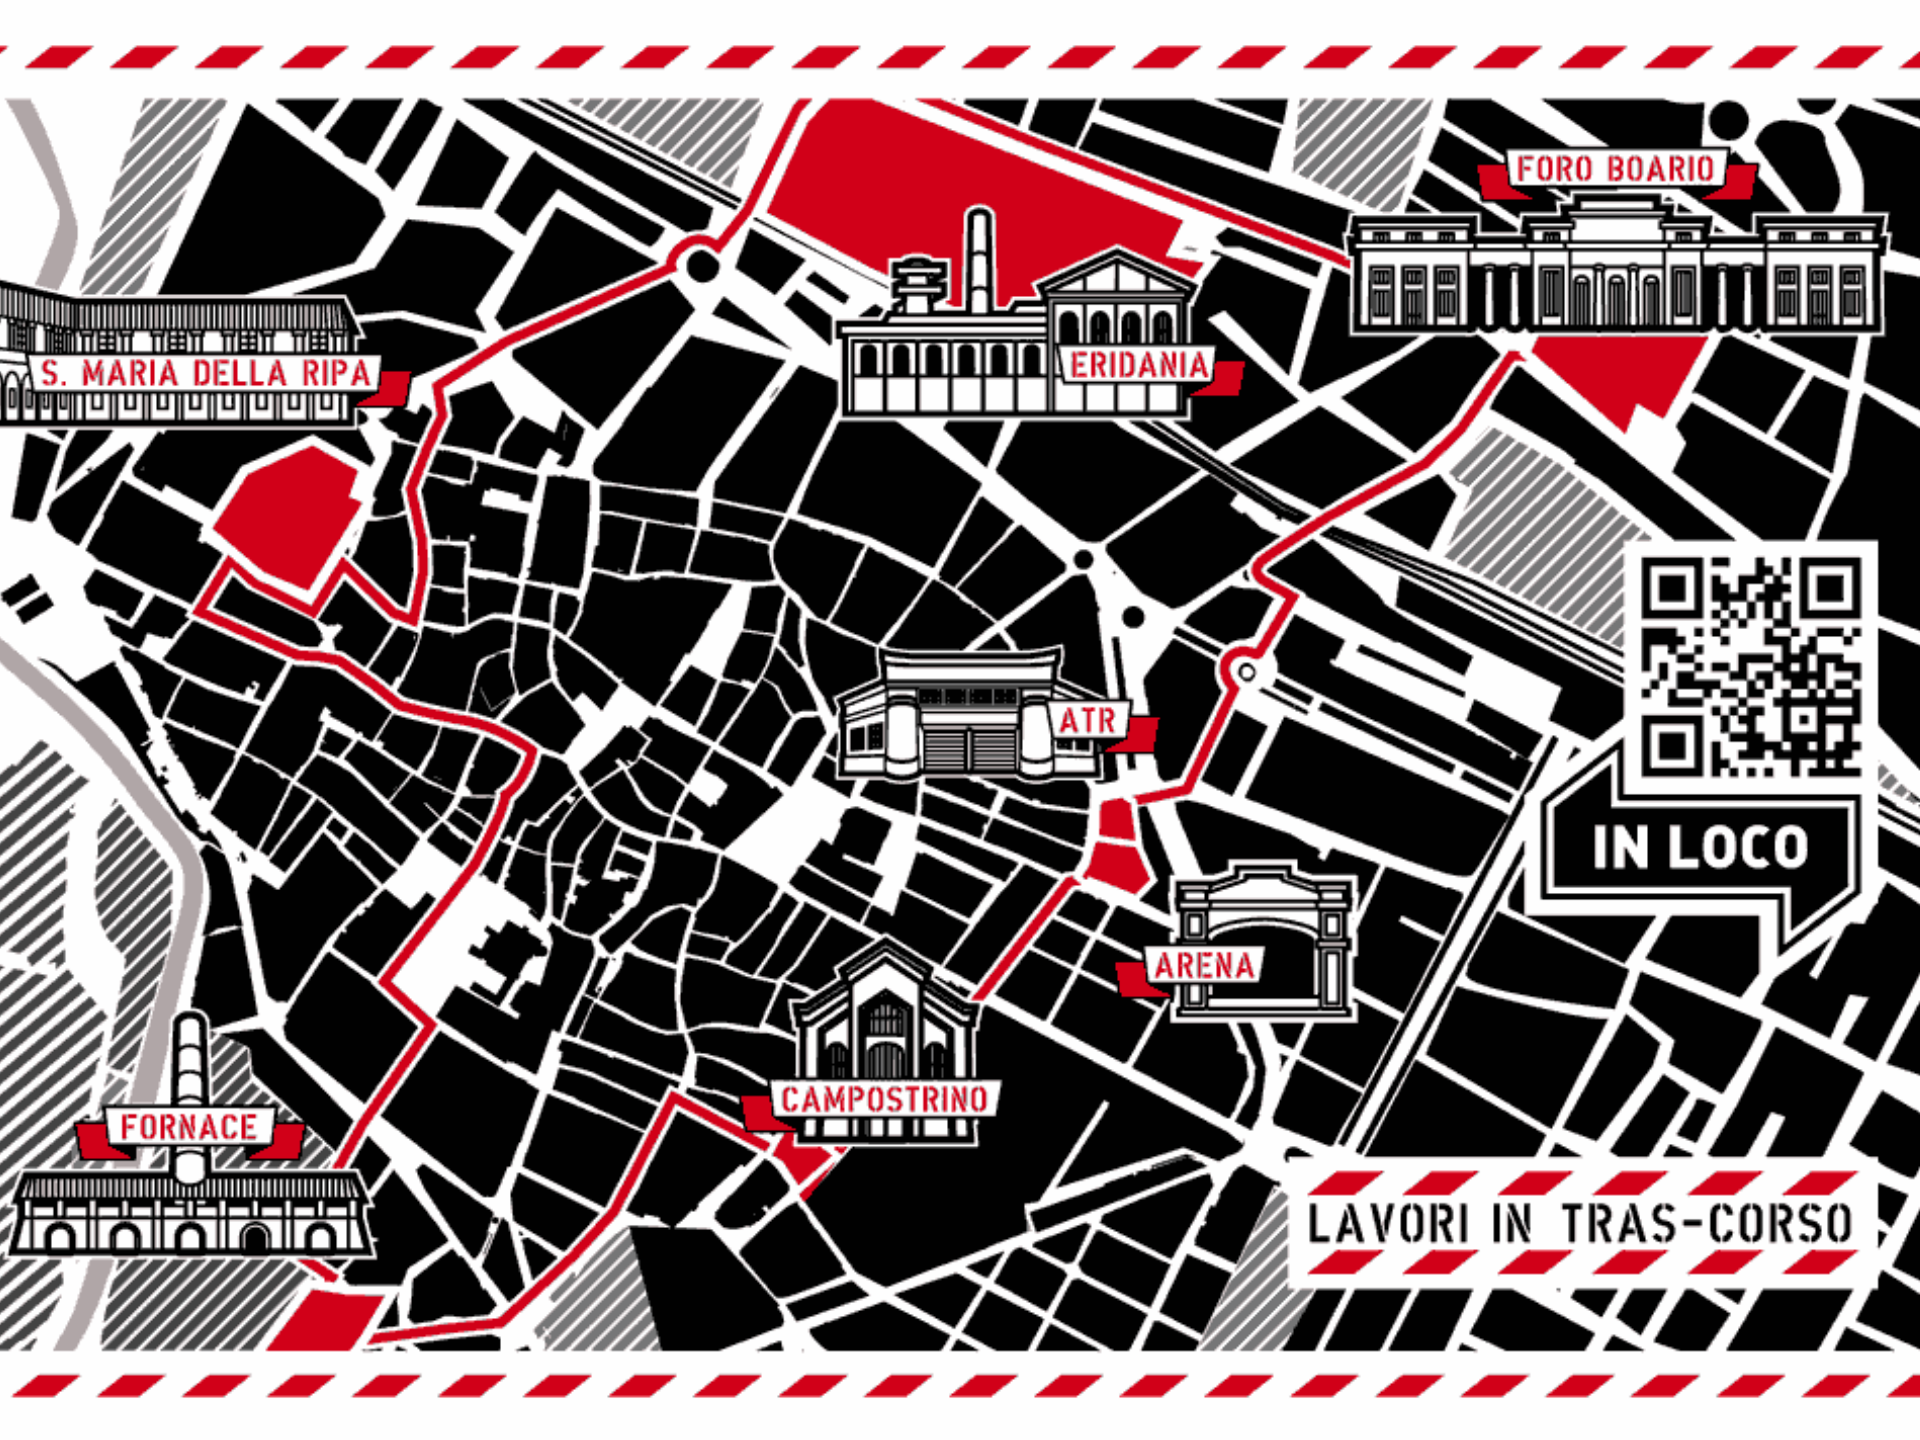 FORO BOARIO
S. MARIA DELLA RIPA
ERIDANIA
ATR
IN LOCO
ARENA
CAMPOSTRINO
FORNACE
LAVORI IN TRAS-CORSO